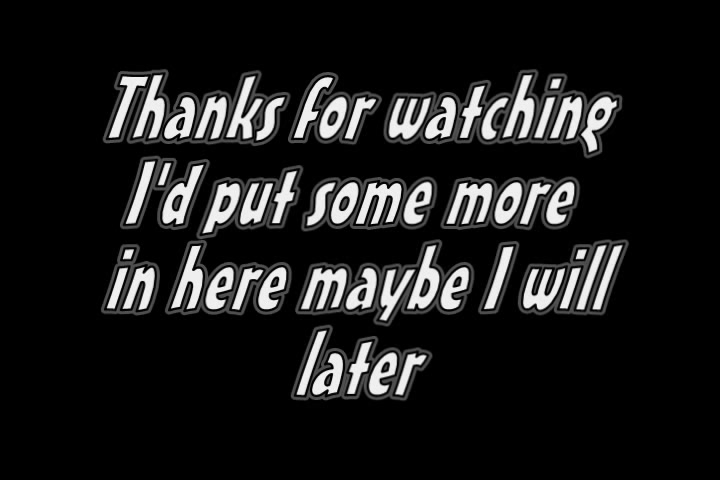 Thanks for watching
I'd put some more
in here maybe I will
later